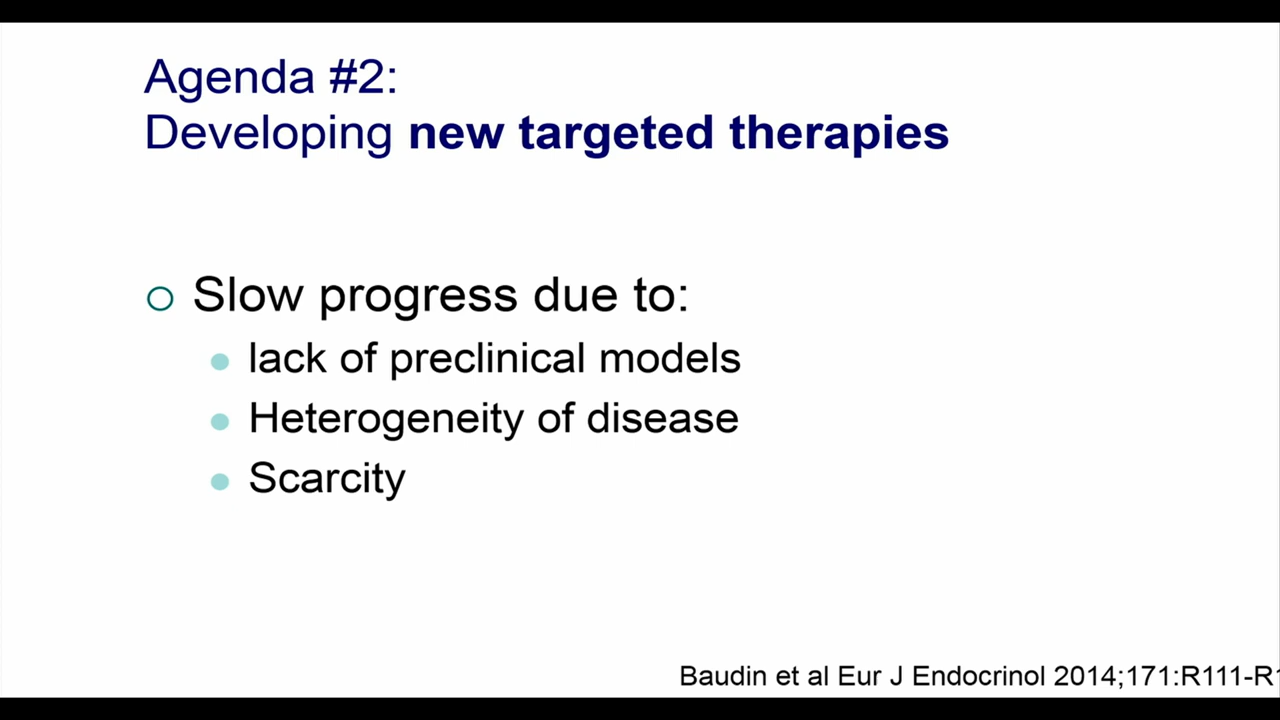 Agenda #2:
Developing new targeted therapies
Slow progress due to:
lack of preclinical models
Heterogeneity of disease
Scarcity
Baudin et al Eur J Endocrinol 2014;171:R111-R1